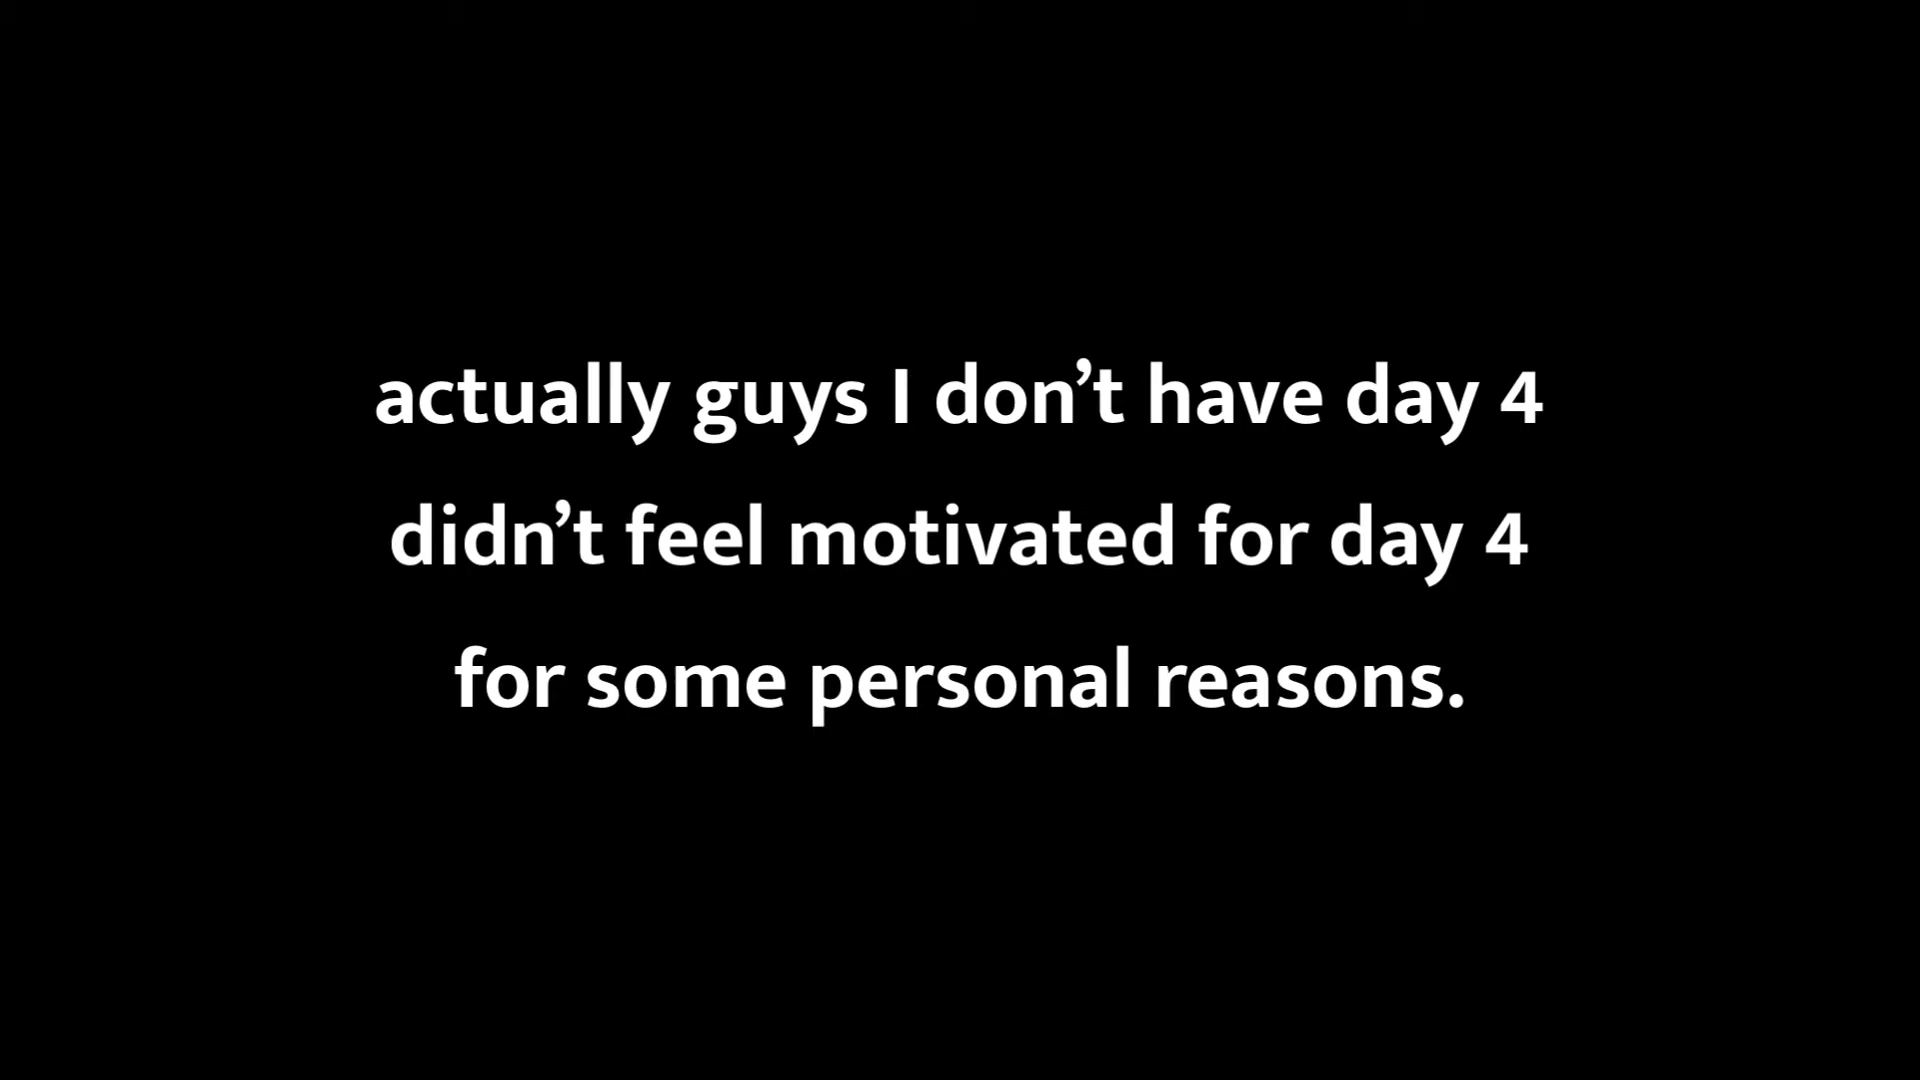 actually guys I don’t have day 4
didn’t feel motivated for day 4
for some personal reasons.